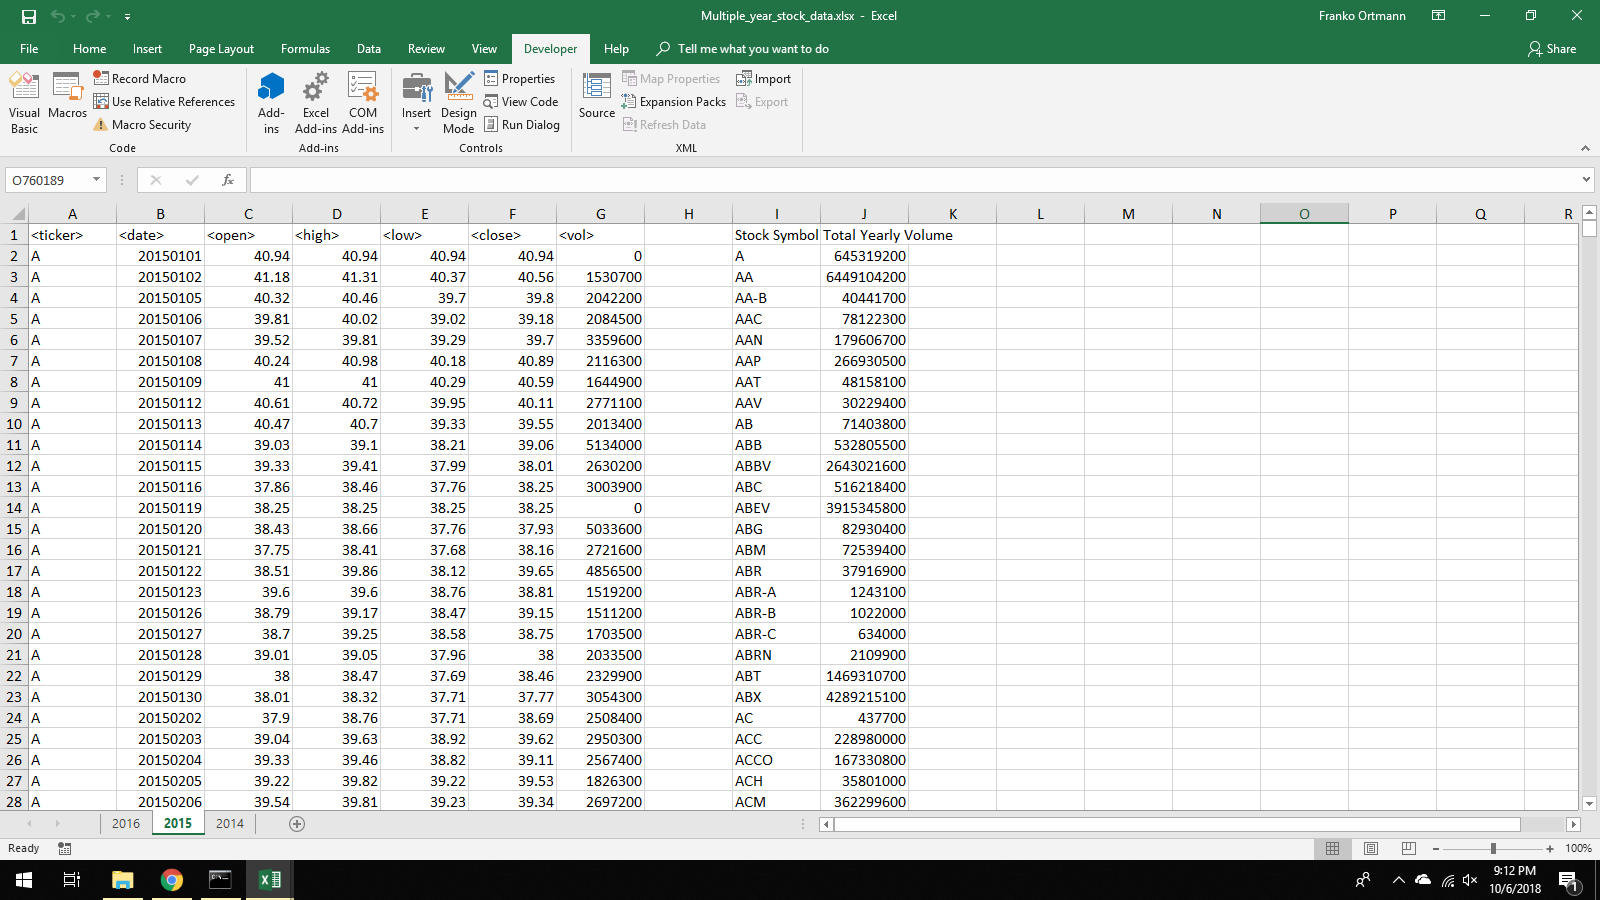 Multiple_year_stock_data.xlsx - Excel Franko Ortmann
File Home Insert Page Layout Formulas Data Review View Developer Help Tell me what you want to do Share
Visual Basic Macros Record Macro Use Relative References Macro Security Add-ins Excel Add-ins COM Add-ins Insert Design Mode Properties View Code Run Dialog Source Map Properties Expansion Packs Refresh Data Import Export
Code Add-ins Controls XML
O760189 fx
A B C D E F G H I J K L M N O P Q R
1 <ticker> <date> <open> <high> <low> <close> <vol> Stock Symbol Total Yearly Volume
2 A 20150101 40.94 40.94 40.94 40.94 0 A 645319200
3 A 20150102 41.18 41.31 40.37 40.56 1530700 AA 6449104200
4 A 20150105 40.32 40.46 39.7 39.8 2042200 AA-B 40441700
5 A 20150106 39.81 40.02 39.02 39.18 2084500 AAC 78122300
6 A 20150107 39.52 39.81 39.29 39.7 3359600 AAN 179606700
7 A 20150108 40.24 40.98 40.18 40.89 2116300 AAP 266930500
8 A 20150109 41 41 40.29 40.59 1644900 AAT 48158100
9 A 20150112 40.61 40.72 39.95 40.11 2771100 AAV 30229400
10 A 20150113 40.47 40.7 39.33 39.55 2013400 AB 71403800
11 A 20150114 39.03 39.1 38.21 39.06 5134000 ABB 532805500
12 A 20150115 39.33 39.41 37.99 38.01 2630200 ABBV 2643021600
13 A 20150116 37.86 38.46 37.76 38.25 3003900 ABC 516218400
14 A 20150119 38.25 38.25 38.25 38.25 0 ABEV 3915345800
15 A 20150120 38.43 38.66 37.76 37.93 5033600 ABG 82930400
16 A 20150121 37.75 38.41 37.68 38.16 2721600 ABM 72539400
17 A 20150122 38.51 39.86 38.12 39.65 4856500 ABR 37916900
18 A 20150123 39.6 39.6 38.76 38.81 1519200 ABR-A 1243100
19 A 20150126 38.79 39.17 38.47 39.15 1511200 ABR-B 1022000
20 A 20150127 38.7 39.25 38.58 38.75 1703500 ABR-C 634000
21 A 20150128 39.01 39.05 37.96 38 2033500 ABRN 2109900
22 A 20150129 38 38.47 37.69 38.46 2329900 ABT 1469310700
23 A 20150130 38.01 38.32 37.71 37.77 3054300 ABX 4289215100
24 A 20150202 37.9 38.76 37.71 38.69 2508400 AC 437700
25 A 20150203 39.04 39.63 38.92 39.62 2950300 ACC 228980000
26 A 20150204 39.33 39.46 38.82 39.11 2567400 ACCO 167330800
27 A 20150205 39.22 39.82 39.22 39.53 1826300 ACH 35801000
28 A 20150206 39.54 39.81 39.23 39.34 2697200 ACM 362299600
2016 2015 2014
Ready 100%
9:12 PM
10/6/2018 1